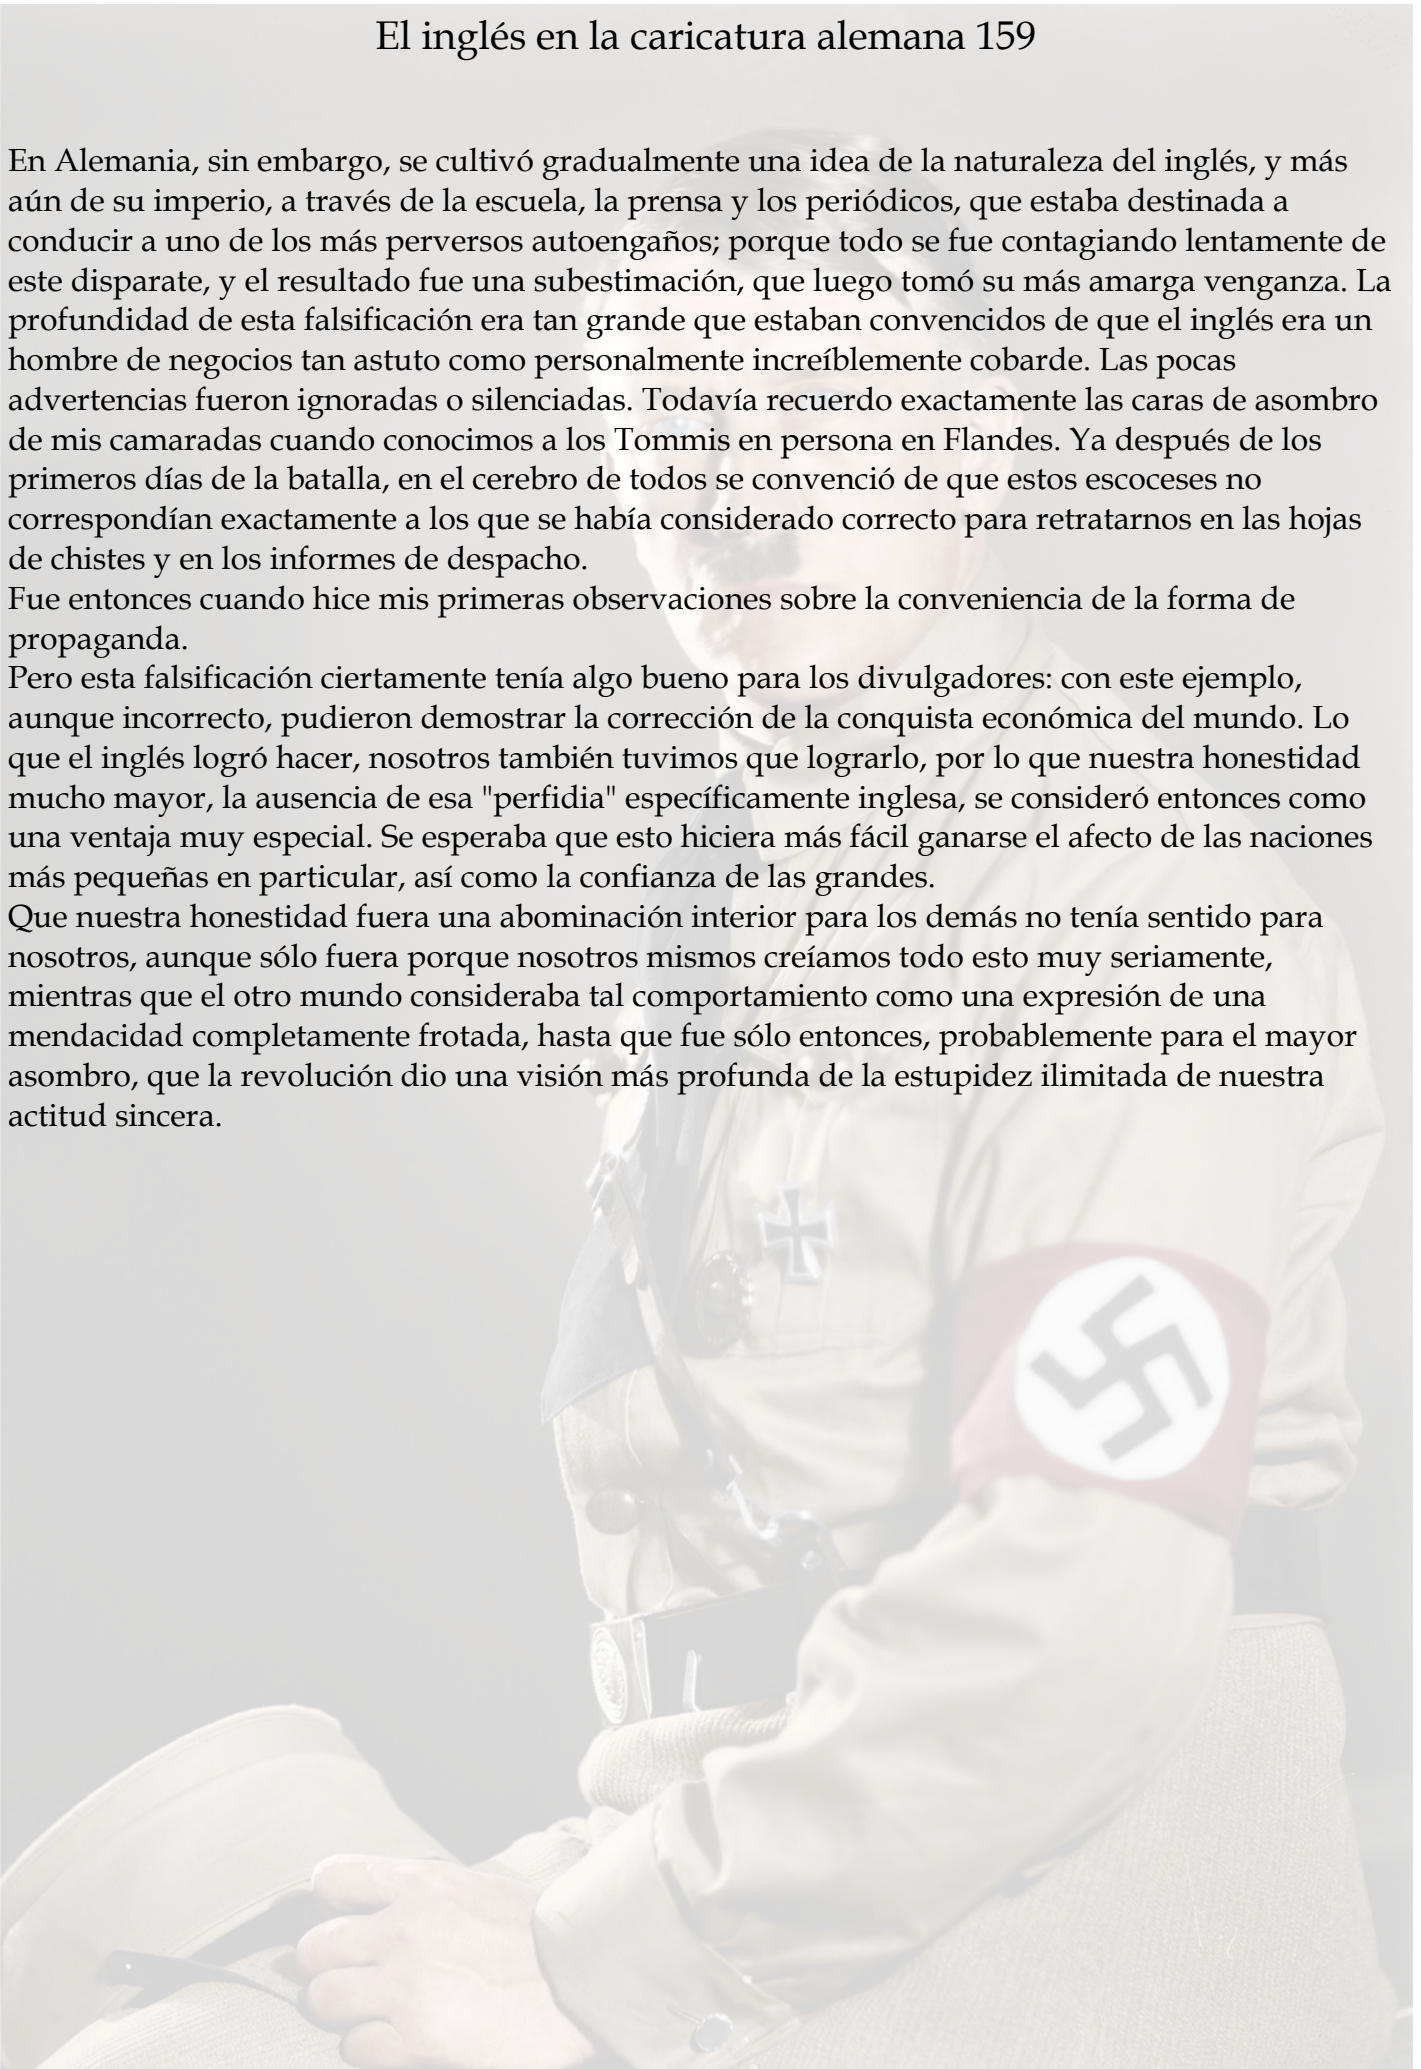 El inglés en la caricatura alemana 159
En Alemania, sin embargo, se cultivó gradualmente una idea de la naturaleza del inglés, y más
aún de su imperio, a través de la escuela, la prensa y los periódicos, que estaba destinada a
conducir a uno de los más perversos autoengaños; porque todo se fue contagiando lentamente de
este disparate, y el resultado fue una subestimación, que luego tomó su más amarga venganza. La
profundidad de esta falsificación era tan grande que estaban convencidos de que el inglés era un
hombre de negocios tan astuto como personalmente increíblemente cobarde. Las pocas
advertencias fueron ignoradas o silenciadas. Todavía recuerdo exactamente las caras de asombro
de mis camaradas cuando conocimos a los Tommis en persona en Flandes. Ya después de los
primeros días de la batalla, en el cerebro de todos se convenció de que estos escoceses no
correspondían exactamente a los que se había considerado correcto para retratarnos en las hojas
de chistes y en los informes de despacho.
Fue entonces cuando hice mis primeras observaciones sobre la conveniencia de la forma de
propaganda.
Pero esta falsificación ciertamente tenía algo bueno para los divulgadores: con este ejemplo,
aunque incorrecto, pudieron demostrar la corrección de la conquista económica del mundo. Lo
que el inglés logró hacer, nosotros también tuvimos que lograrlo, por lo que nuestra honestidad
mucho mayor, la ausencia de esa "perfidia" específicamente inglesa, se consideró entonces como
una ventaja muy especial. Se esperaba que esto hiciera más fácil ganarse el afecto de las naciones
más pequeñas en particular, así como la confianza de las grandes.
Que nuestra honestidad fuera una abominación interior para los demás no tenía sentido para
nosotros, aunque sólo fuera porque nosotros mismos creíamos todo esto muy seriamente,
mientras que el otro mundo consideraba tal comportamiento como una expresión de una
mendacidad completamente frotada, hasta que fue sólo entonces, probablemente para el mayor
asombro, que la revolución dio una visión más profunda de la estupidez ilimitada de nuestra
actitud sincera.